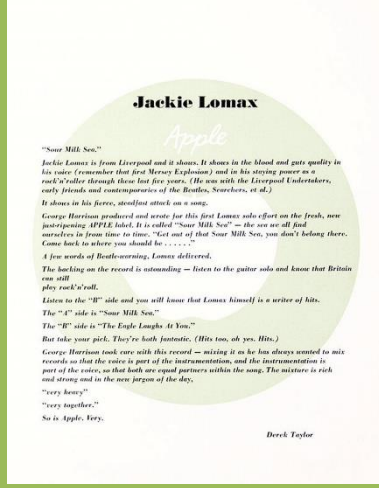 Jackie Lomax
Apple
"Sour Milk Sea."
Jackie Lomax is from Liverpool and it shows. It shows in the blood and guts quality in
his voice (remember that first Mersey Explosion) and in his staying power as a
rock'n'roller through these last five years. (He was with the Liverpool Undertakers,
early friends and contemporaries of the Beatles, Searchers, et al.)
It shows in his fierce, steadfast attack on a song.
George Harrison produced and wrote for this first Lomax solo effort on the fresh, new
just-ripening APPLE label. It is called "Sour Milk Sea" — the sea we all find
ourselves in from time to time. "Get out of that Sour Milk Sea, you don't belong there.
Come back to where you should be . . . . . ."
A few words of Beatle-warning, Lomax delivered.
The backing on the record is astounding — listen to the guitar solo and know that Britain
can still
play rock'n'roll.
Listen to the "B" side and you will know that Lomax himself is a writer of hits.
The "A" side is "Sour Milk Sea."
The "B" side is "The Eagle Laughs At You."
But take your pick. They're both fantastic. (Hits too, oh yes. Hits.)
George Harrison took care with this record — mixing it as he has always wanted to mix
records so that the voice is part of the instrumentation, and the instrumentation is
part of the voice, so that both are equal partners within the song. The mixture is rich
and strong and in the new jargon of the day,
"very heavy"
"very together."
So is Apple. Very.
Derek Taylor